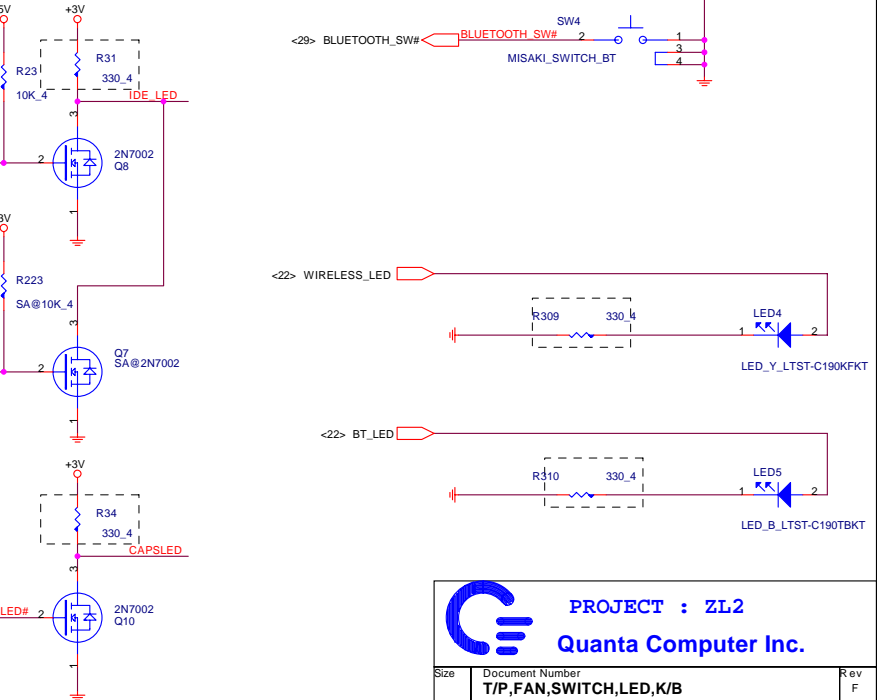 5V
+3V
R23
10K_4
R31
330_4
IDE_LED
3
2
2N7002
Q8
1
3V
R223
SA@10K_4
3
2
Q7
SA@2N7002
1
+3V
R34
330_4
CAPSLED
3
LED# 2
2N7002
Q10
1
<29> BLUETOOTH_SW#
BLUETOOTH_SW#
2
SW4
1
3
4
MISAKI_SWITCH_BT
<22> WIRELESS_LED
R309
330_4
LED4
1
2
LED_Y_LTST-C190KFKT
<22> BT_LED
R310
330_4
LED5
1
2
LED_B_LTST-C190TBKT
PROJECT : ZL2
Quanta Computer Inc.
Size
Document Number
Rev
T/P,FAN,SWITCH,LED,K/B
F